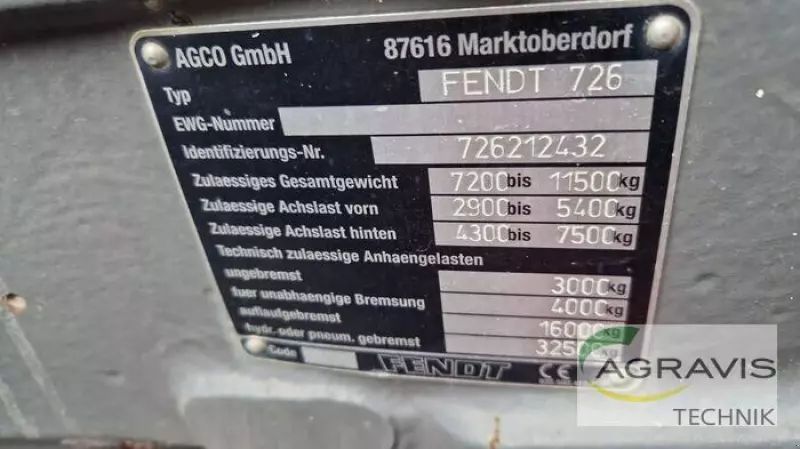 AGCO GmbH 87616 Marktoberdorf
Typ FENDT 726
EWG-Nummer
Identifizierungs-Nr. 726212432
Zulaessiges Gesamtgewicht 7200 bis 11500 kg
Zulaessige Achslast vorn 2900 bis 5400 kg
Zulaessige Achslast hinten 4300 bis 7500 kg
Technisch zulaessige Anhaengelasten
ungebremst 3000 kg
fuer unabhaengige Bremsung 4000 kg
auflaufgebremst 16000 kg
hydr. oder pneum. gebremst
Code FENDT CE
AGRAVIS
TECHNIK